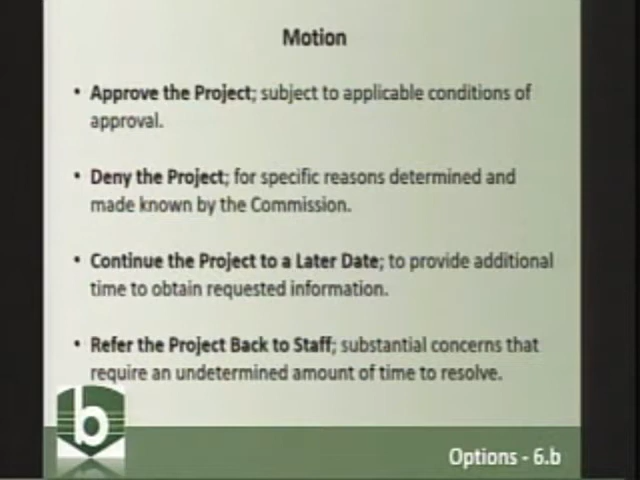 Motion
• Approve the Project; subject to applicable conditions of
approval.
• Deny the Project; for specific reasons determined and
made known by the Commission.
• Continue the Project to a Later Date; to provide additional
time to obtain requested information.
• Refer the Project Back to Staff; substantial concerns that
require an undetermined amount of time to resolve.
b
Options - 6.b